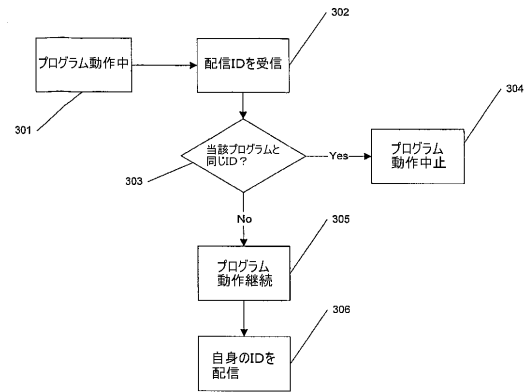 302
プログラム動作中
配信IDを受信
301
304
当該プログラムと
同じID?
Yes
プログラム
動作中止
303
No
305
プログラム
動作継続
306
自身のIDを
配信